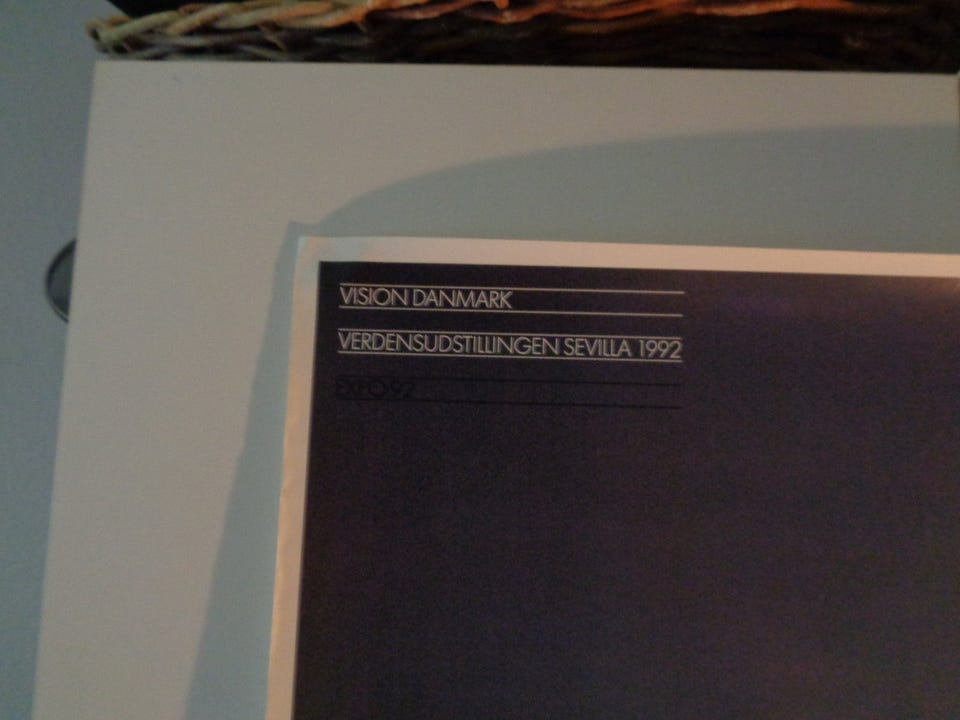 VISION DANMARK
VERDENSUDSTILLINGEN SEVILLA 1992
EXPO 92